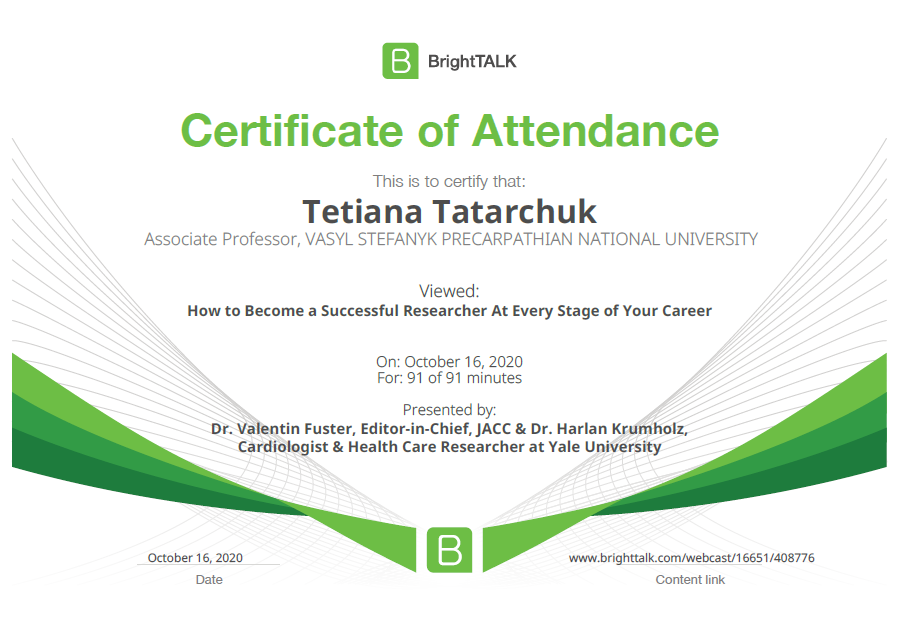 B BrightTALK
Certificate of Attendance
This is to certify that:
Tetiana Tatarchuk
Associate Professor, VASYL STEFANYK PRECARPATHIAN NATIONAL UNIVERSITY
Viewed:
How to Become a Successful Researcher At Every Stage of Your Career
On: October 16, 2020
For: 91 of 91 minutes
Presented by:
Dr. Valentin Fuster, Editor-in-Chief, JACC & Dr. Harlan Krumholz,
Cardiologist & Health Care Researcher at Yale University
B
October 16, 2020
Date
www.brighttalk.com/webcast/16651/408776
Content link